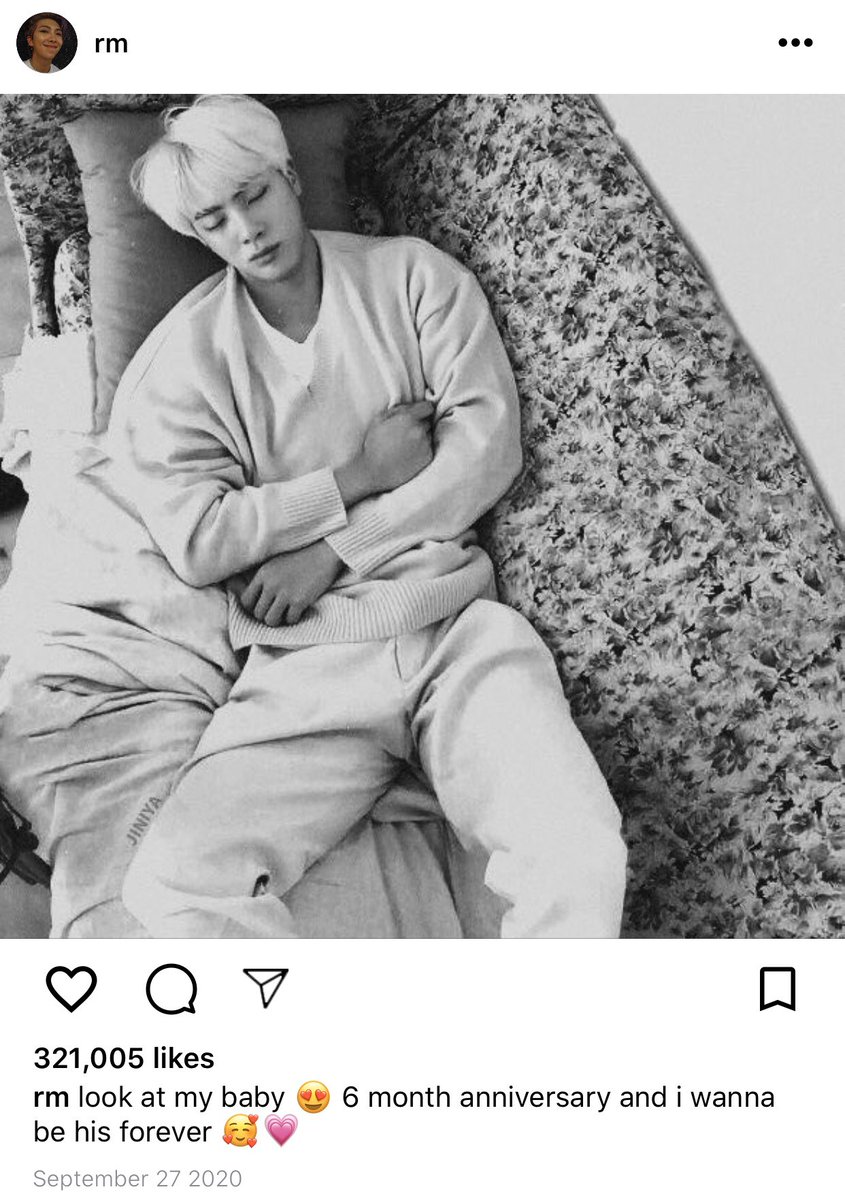 rm
JINIYA
321,005 likes
rm look at my baby 😍 6 month anniversary and i wanna
be his forever 🥰💗
September 27 2020